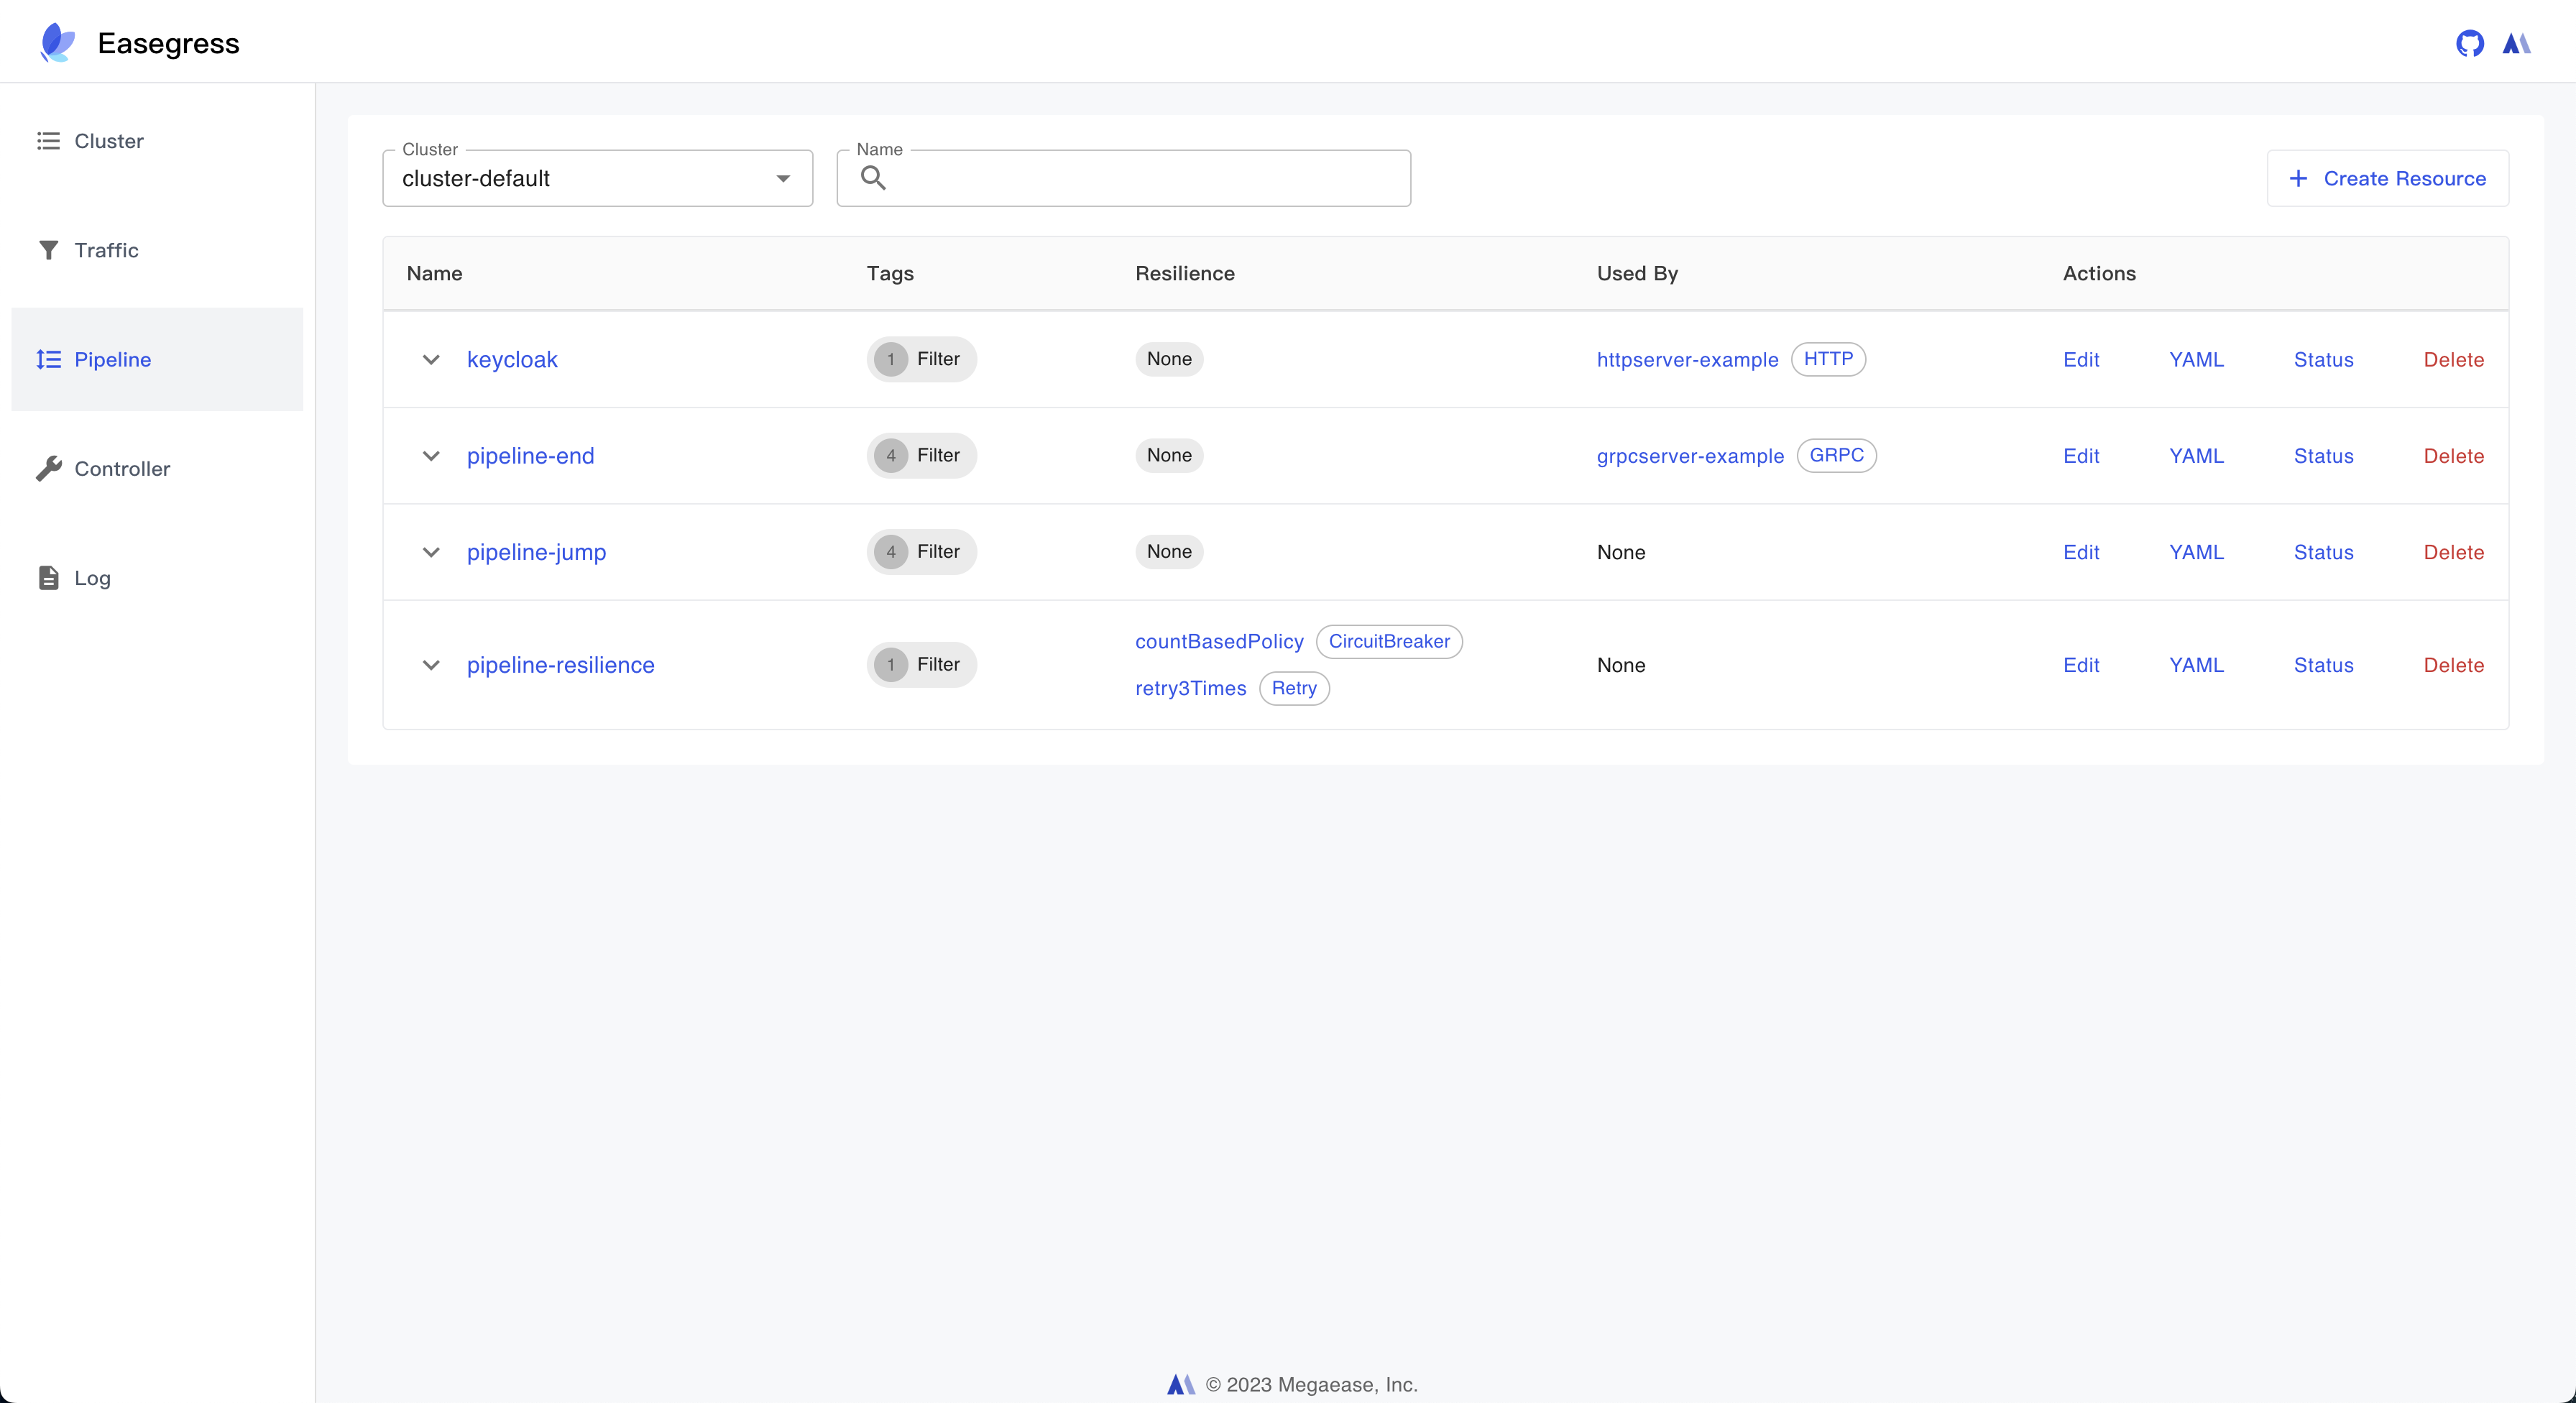 Easegress
Cluster
Traffic
Pipeline
Controller
Log
Cluster
cluster-default
Name
Create Resource
Name Tags Resilience Used By Actions
keycloak 1 Filter None httpserver-example HTTP Edit YAML Status Delete
pipeline-end 4 Filter None grpcserver-example GRPC Edit YAML Status Delete
pipeline-jump 4 Filter None None Edit YAML Status Delete
pipeline-resilience 1 Filter countBasedPolicy CircuitBreaker None Edit YAML Status Delete
retry3Times Retry
© 2023 Megaease, Inc.